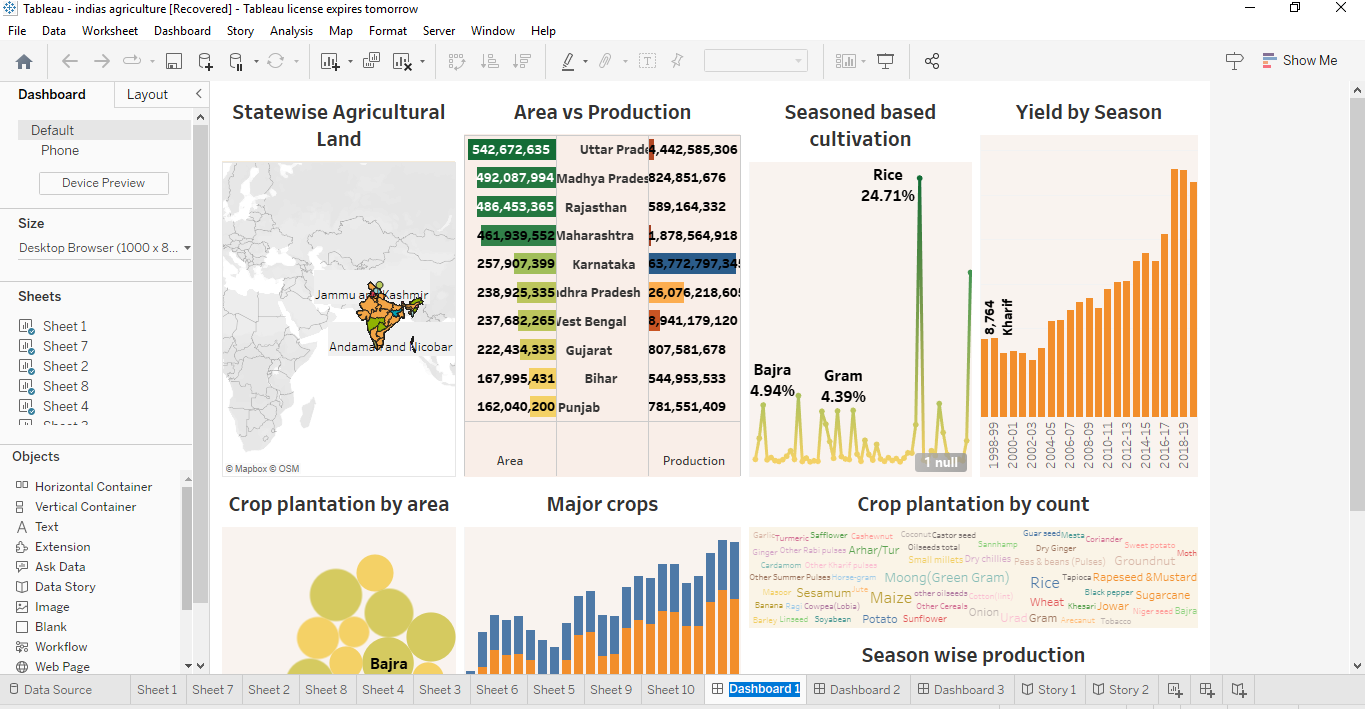 Tableau - indias agriculture [Recovered] - Tableau license expires tomorrow
File Data Worksheet Dashboard Story Analysis Map Format Server Window Help
Show Me
Dashboard Layout
Default
Phone
Device Preview
Size
Desktop Browser (1000 x 8...
Sheets
Sheet 1
Sheet 7
Sheet 2
Sheet 8
Sheet 4
Objects
Horizontal Container
Vertical Container
Text
Extension
Ask Data
Data Story
Image
Blank
Workflow
Web Page
Statewise Agricultural
Land
Jammu and Kashmir
Andaman and Nicobar
© Mapbox © OSM
Area vs Production
542,672,635 Uttar Prade 4,442,585,306
492,087,994 Madhya Prades 824,851,676
486,453,365 Rajasthan 589,164,332
461,939,552 Maharashtra 1,878,564,918
257,907,399 Karnataka 63,772,797,34
238,925,335 dhra Pradesh 26,076,218,60
237,682,265 West Bengal 8,941,179,120
222,434,333 Gujarat 807,581,678
167,995,431 Bihar 544,953,533
162,040,200 Punjab 781,551,409
Area Production
Seasoned based
cultivation
Rice
24.71%
Bajra
4.94%
Gram
4.39%
1 null
Yield by Season
8,764
Kharif
1998-99
2000-01
2002-03
2004-05
2006-07
2008-09
2010-11
2012-13
2014-15
2016-17
2018-19
Crop plantation by area
Bajra
Major crops
Crop plantation by count
Garlic Turmeric Safflower Cashewnut Coconut Castor seed Guar seed Mesta Coriander
Ginger Other Rabi pulses Arhar/Tur Oilseeds total Sannhamp Dry Ginger Sweet potato Moth
Cardamom Other Kharif pulses Small millets Dry chillies Peas & beans (Pulses) Groundnut
Other Summer Pulses Horse-gram Moong(Green Gram) Rice Tapioca Rapeseed &Mustard
Masoor Sesamum Jute Maize other oilseeds Cotton(lint) Wheat Black pepper Sugarcane
Banana Ragi Cowpea(Lobia) Other Cereals Onion Khesari Jowar Niger seed Bajra
Barley Linseed Soyabean Potato Sunflower Urad Gram Arecanut Tobacco
Season wise production
Data Source Sheet 1 Sheet 7 Sheet 2 Sheet 8 Sheet 4 Sheet 3 Sheet 6 Sheet 5 Sheet 9 Sheet 10 Dashboard 1 Dashboard 2 Dashboard 3 Story 1 Story 2